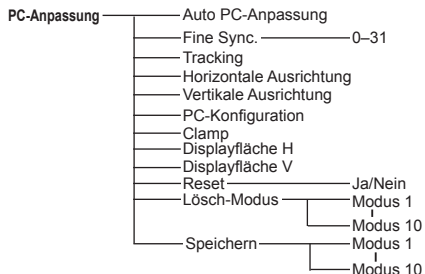 PC-Anpassung Auto PC-Anpassung
Fine Sync. 0–31
Tracking
Horizontale Ausrichtung
Vertikale Ausrichtung
PC-Konfiguration
Clamp
Displayfläche H
Displayfläche V
Reset Ja/Nein
Lösch-Modus Modus 1
Modus 10
Speichern Modus 1
Modus 10